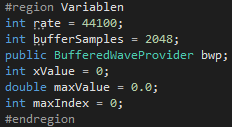 #region Variablen
int rate = 44100;
int bufferSamples = 2048;
public BufferedWaveProvider bwp;
int xValue = 0;
double maxValue = 0.0;
int maxIndex = 0;
#endregion